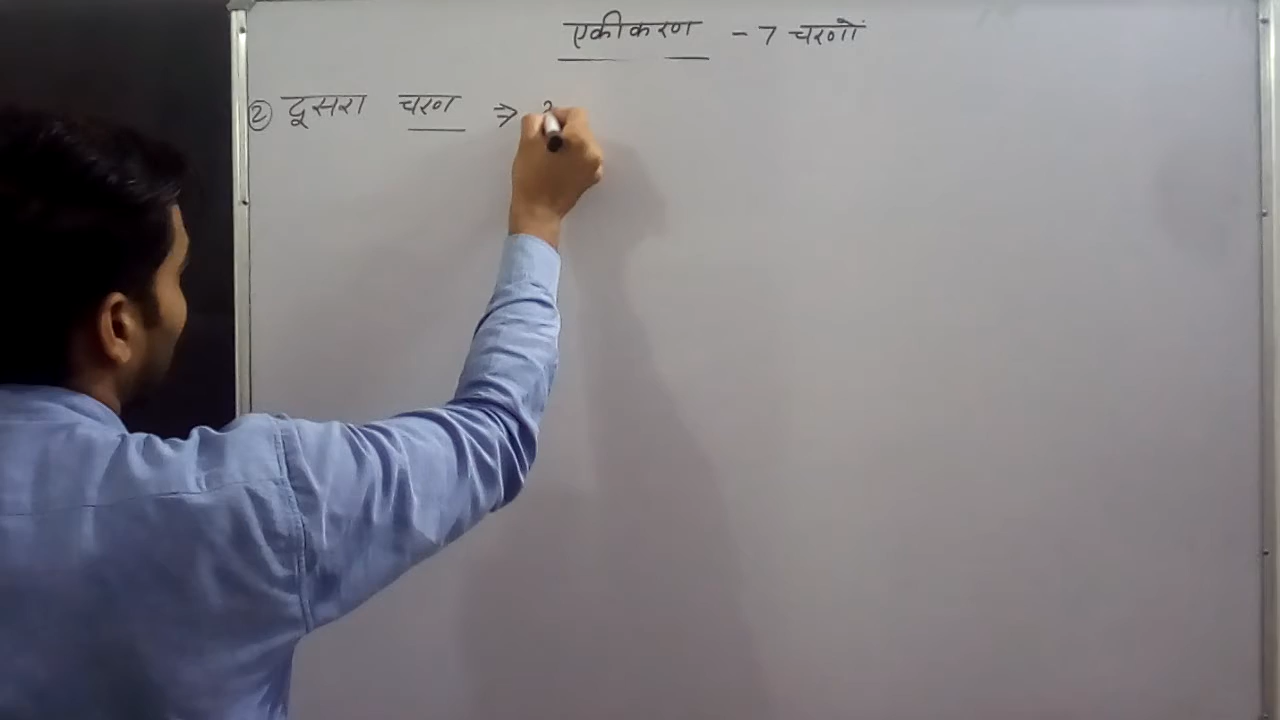 एकीकरण - 7 चरणों
② दूसरा चरण ⇒